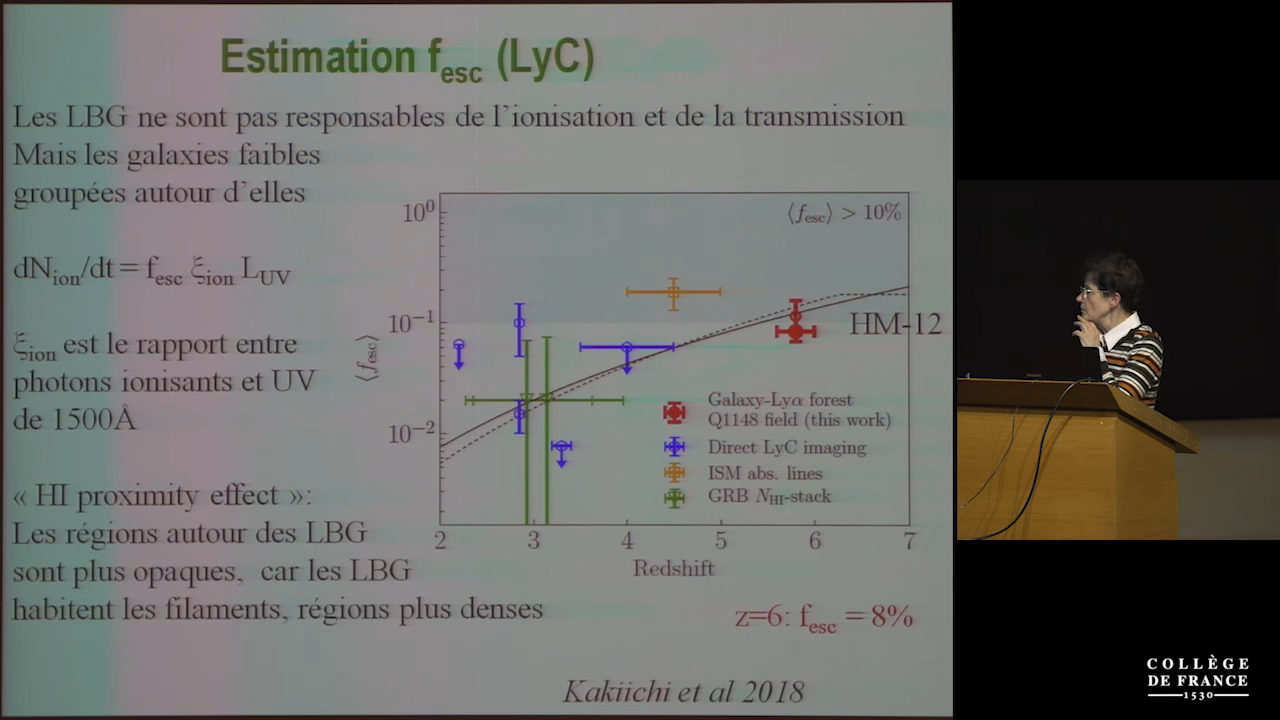 Estimation fesc (LyC)
Les LBG ne sont pas responsables de l'ionisation et de la transmission
Mais les galaxies faibles
groupées autour d'elles
dNion/dt = fesc ξion LUV
ξion est le rapport entre
photons ionisants et UV
de 1500Å
« HI proximity effect »:
Les régions autour des LBG
sont plus opaques, car les LBG
habitent les filaments, régions plus denses
10^0
10^-1
10^-2
⟨fesc⟩
⟨fesc⟩ > 10%
HM-12
Galaxy-Lyα forest
Q1148 field (this work)
Direct LyC imaging
ISM abs. lines
GRB NHI-stack
2 3 4 5 6 7
Redshift
z=6: fesc = 8%
Kakiichi et al 2018
COLLÈGE
DE FRANCE
1530